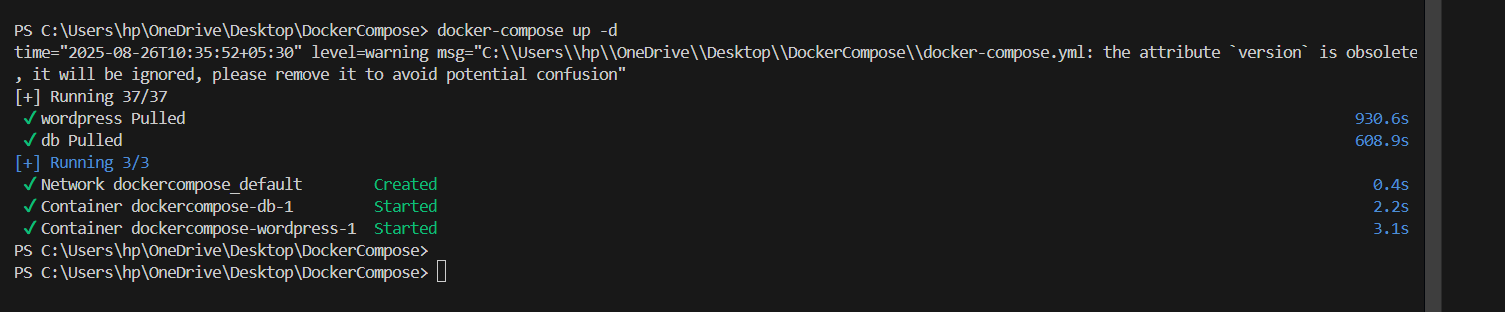 PS C:\Users\hp\OneDrive\Desktop\DockerCompose> docker-compose up -d
time="2025-08-26T10:35:52+05:30" level=warning msg="C:\\Users\\hp\\OneDrive\\Desktop\\DockerCompose\\docker-compose.yml: the attribute `version` is obsolete
, it will be ignored, please remove it to avoid potential confusion"
[+] Running 37/37
✔ wordpress Pulled 930.6s
✔ db Pulled 608.9s
[+] Running 3/3
✔ Network dockercompose_default Created 0.4s
✔ Container dockercompose-db-1 Started 2.2s
✔ Container dockercompose-wordpress-1 Started 3.1s
PS C:\Users\hp\OneDrive\Desktop\DockerCompose>
PS C:\Users\hp\OneDrive\Desktop\DockerCompose>